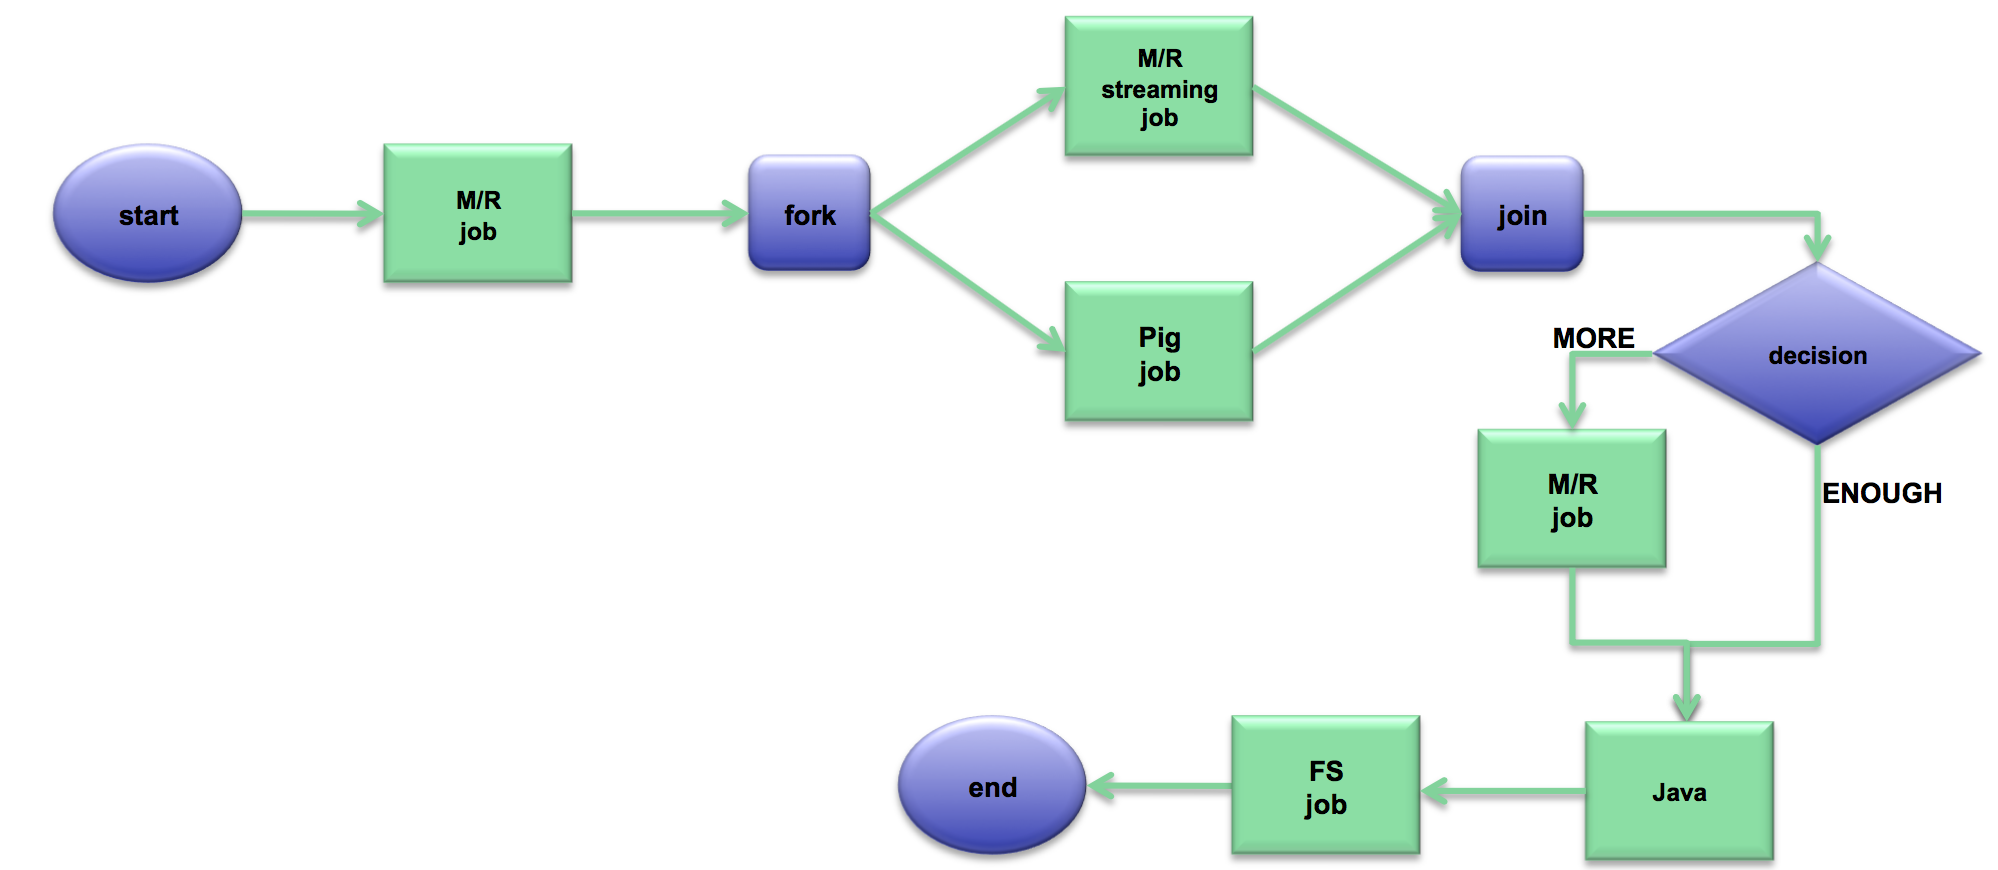 start
M/R
job
fork
M/R
streaming
job
Pig
job
join
decision
MORE
M/R
job
ENOUGH
Java
FS
job
end